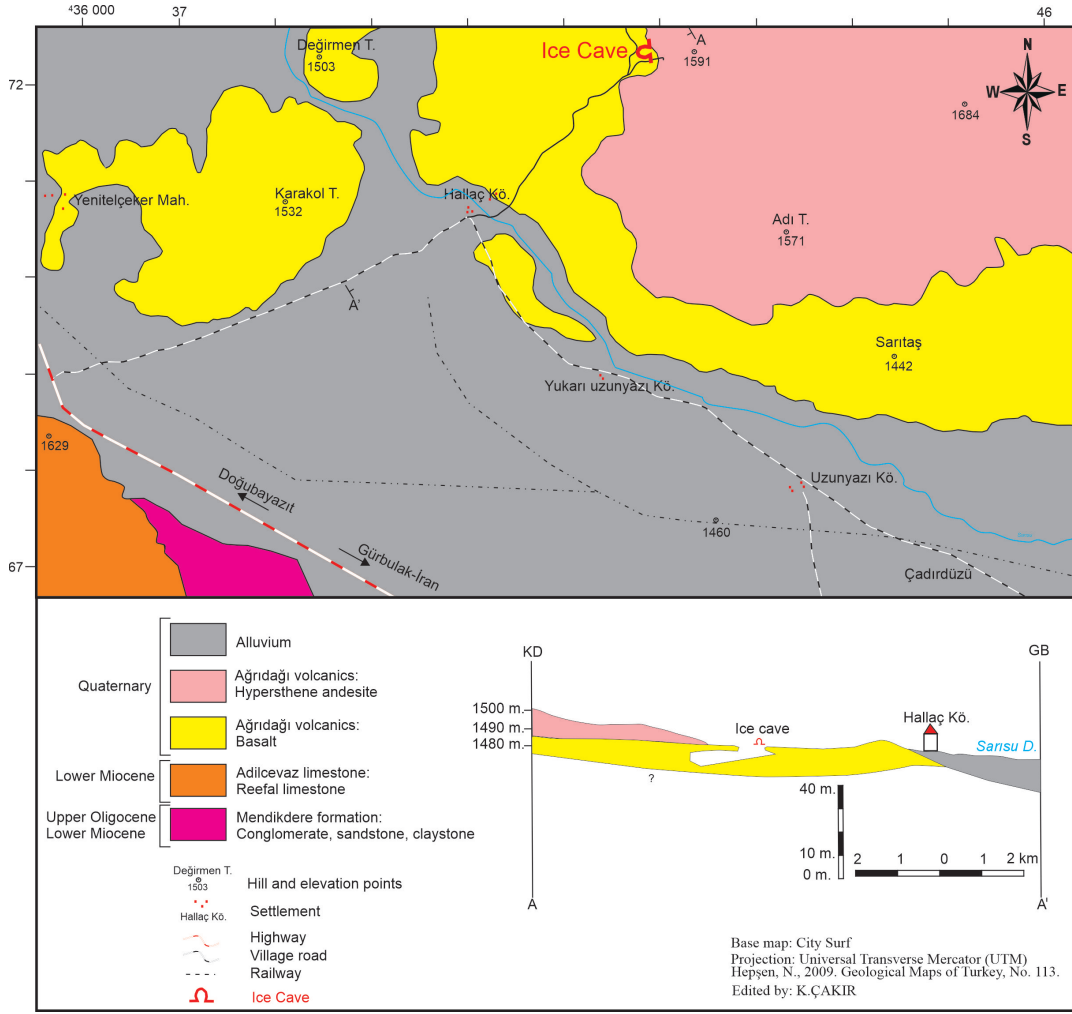 ⁴36 000
37
46
72
67
Değirmen T.
1503
Ice Cave
A
1591
N
W
E
S
1684
Yenitelçeker Mah.
Karakol T.
1532
Hallaç Kö.
Adı T.
1571
A'
Sarıtaş
1442
Yukarı uzunyazı Kö.
1629
Doğubayazıt
Gürbulak-İran
Uzunyazı Kö.
1460
Çadırdüzü
Quaternary
Alluvium
Ağrıdağı volcanics:
Hypersthene andesite
Ağrıdağı volcanics:
Basalt
Lower Miocene
Adilcevaz limestone:
Reefal limestone
Upper Oligocene
Lower Miocene
Mendikdere formation:
Conglomerate, sandstone, claystone
Değirmen T.
1503
Hill and elevation points
Hallaç Kö.
Settlement
Highway
Village road
Railway
Ice Cave
KD
GB
1500 m.
1490 m.
1480 m.
Ice cave
Hallaç Kö.
Sarısu D.
?
40 m.
10 m.
0 m.
2 1 0 1 2 km
A
A'
Base map: City Surf
Projection: Universal Transverse Mercator (UTM)
Hepşen, N., 2009. Geological Maps of Turkey, No. 113.
Edited by: K.ÇAKIR